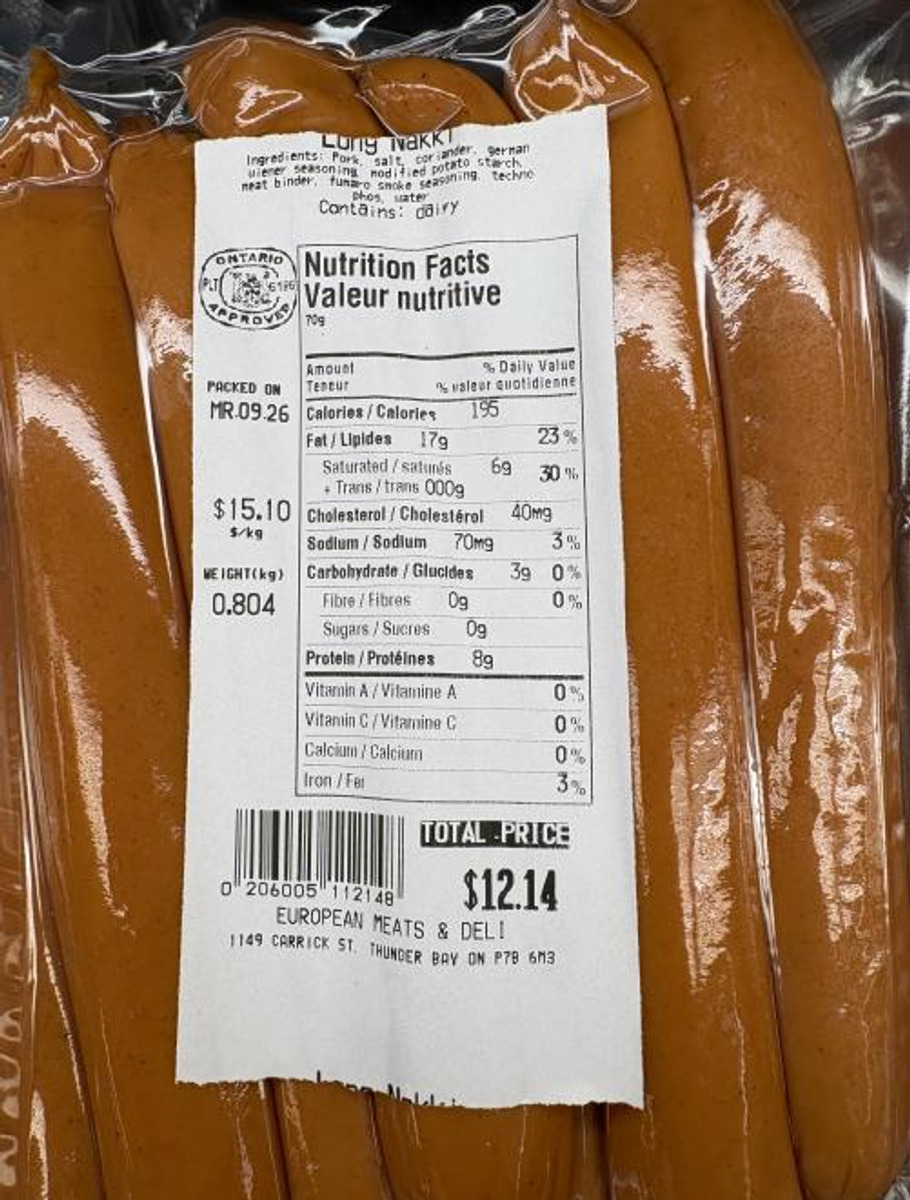 Long Nakki
Ingredients: Pork, salt, coriander, german
wiener seasoning, modified potato starch,
meat binder, fumaro smoke seasoning, techno
phos, water
Contains: dairy
ONTARIO
PLT 6196
APPROVED
Nutrition Facts
Valeur nutritive
70g
Amount % Daily Value
Teneur % valeur quotidienne
PACKED ON
MR.09.26
Calories / Calories 195
Fat / Lipides 17g 23 %
Saturated / saturés 6g 30 %
+ Trans / trans 000g
$15.10
$/kg
Cholesterol / Cholestérol 40mg
Sodium / Sodium 70mg 3 %
WEIGHT(kg)
0.804
Carbohydrate / Glucides 3g 0 %
Fibre / Fibres 0g 0 %
Sugars / Sucres 0g
Protein / Protéines 8g
Vitamin A / Vitamine A 0 %
Vitamin C / Vitamine C 0 %
Calcium / Calcium 0 %
Iron / Fer 3 %
TOTAL PRICE
$12.14
0 206005 112148
EUROPEAN MEATS & DELI
1149 CARRICK ST. THUNDER BAY ON P7B 6M3
Long Nakki